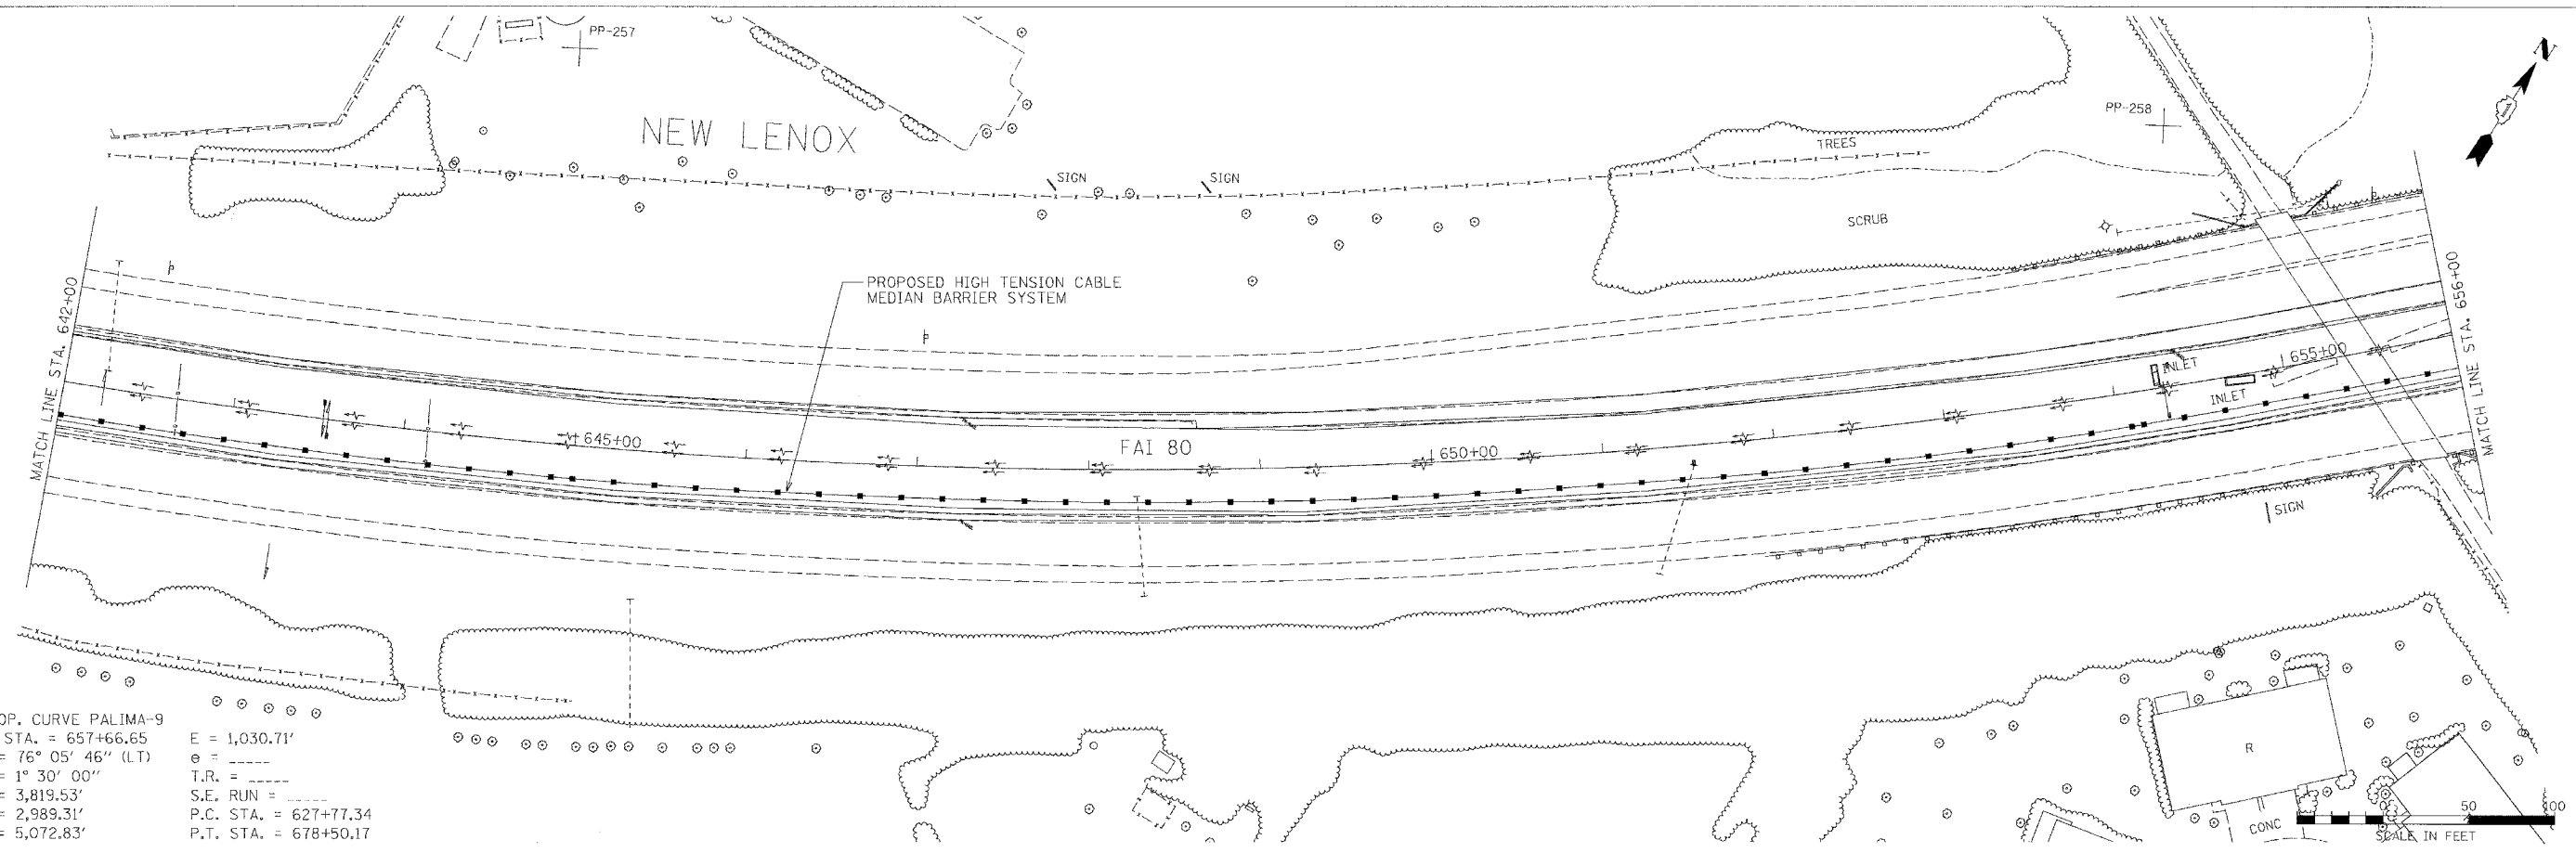 PP-257
N
NEW LENOX
PP-258
TREES
SIGN
SIGN
SCRUB
PROPOSED HIGH TENSION CABLE
MEDIAN BARRIER SYSTEM
MATCH LINE STA. 642+00
MATCH LINE STA. 656+00
655+00
INLET
INLET
645+00
FAI 80
650+00
SIGN
OP. CURVE PALIMA-9
STA. = 657+66.65
= 76° 05' 46" (LT)
= 1° 30' 00"
= 3,819.53'
= 2,989.31'
= 5,072.83'
E = 1,030.71'
e = _____
T.R. = _____
S.E. RUN = _____
P.C. STA. = 627+77.34
P.T. STA. = 678+50.17
R
CONC
0 50 100
SCALE IN FEET